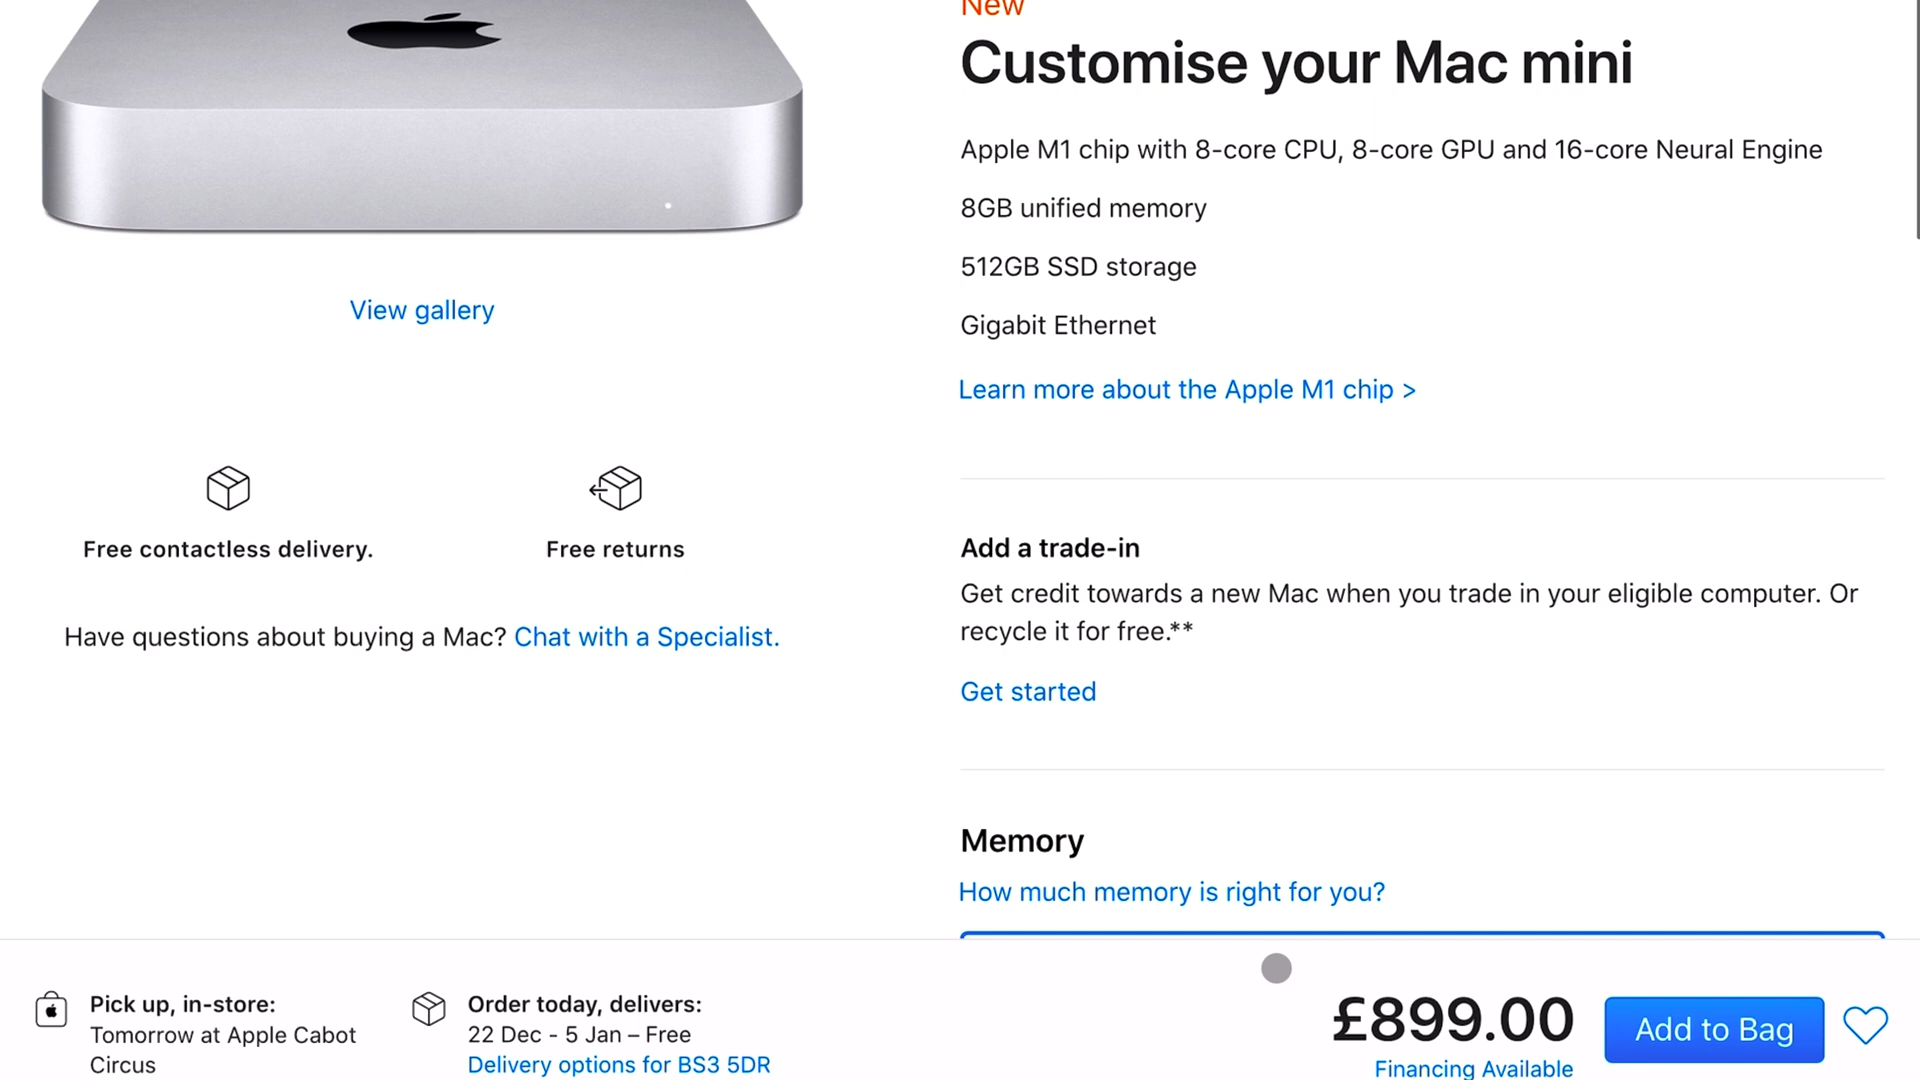 New
Customise your Mac mini
Apple M1 chip with 8-core CPU, 8-core GPU and 16-core Neural Engine
8GB unified memory
512GB SSD storage
Gigabit Ethernet
Learn more about the Apple M1 chip >
View gallery
Free contactless delivery.
Free returns
Have questions about buying a Mac? Chat with a Specialist.
Add a trade-in
Get credit towards a new Mac when you trade in your eligible computer. Or
recycle it for free.**
Get started
Memory
How much memory is right for you?
Pick up, in-store:
Tomorrow at Apple Cabot
Circus
Order today, delivers:
22 Dec - 5 Jan – Free
Delivery options for BS3 5DR
£899.00
Financing Available
Add to Bag